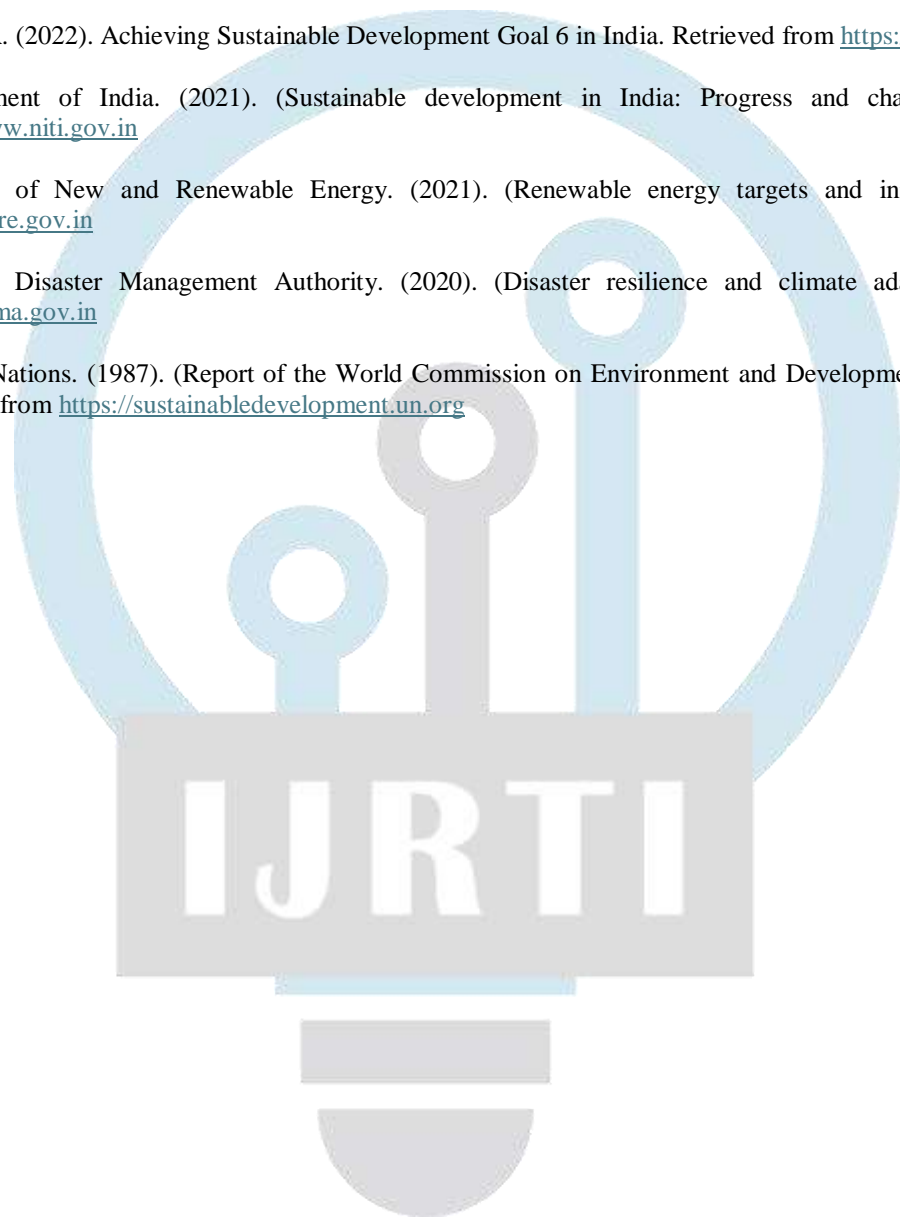 . (2022). Achieving Sustainable Development Goal 6 in India. Retrieved from https:
ment of India. (2021). (Sustainable development in India: Progress and cha
w.niti.gov.in
of New and Renewable Energy. (2021). (Renewable energy targets and in
re.gov.in
Disaster Management Authority. (2020). (Disaster resilience and climate ad
ma.gov.in
Nations. (1987). (Report of the World Commission on Environment and Developme
from https://sustainabledevelopment.un.org
IJRTI